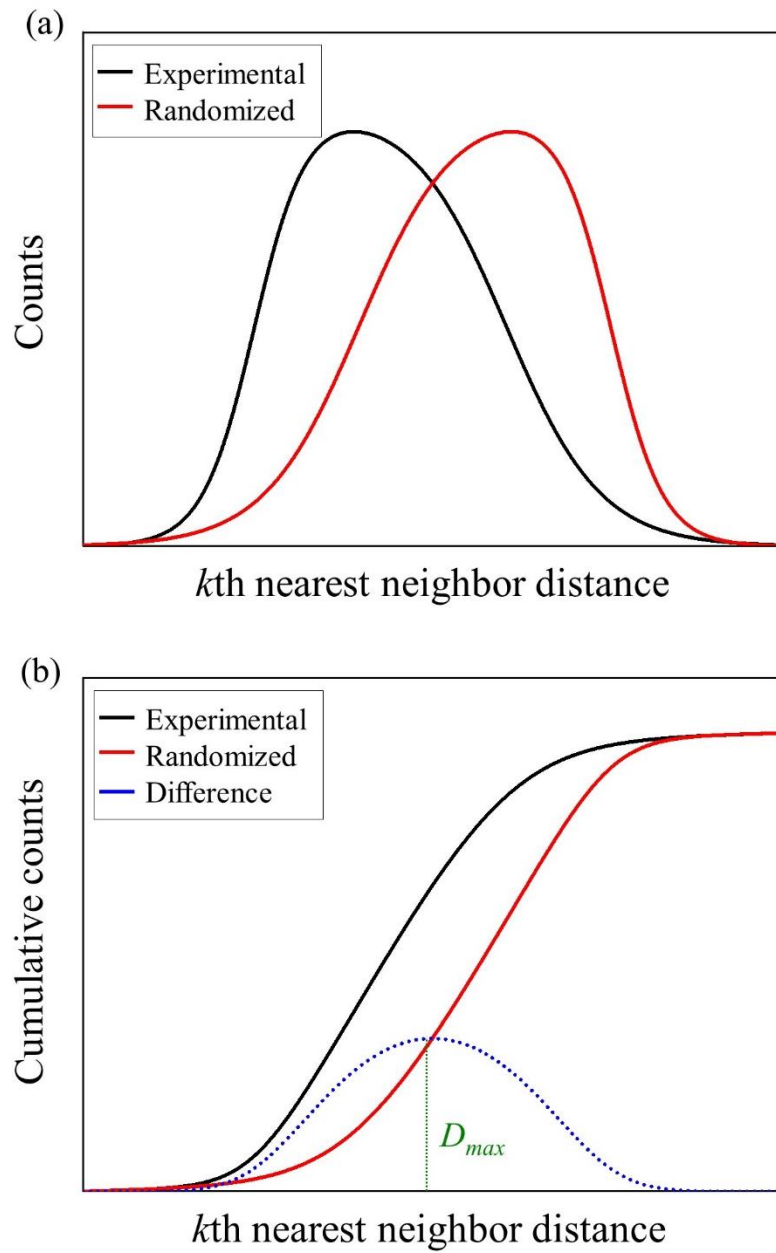 (a)
Experimental
Randomized
Counts
kth nearest neighbor distance
(b)
Experimental
Randomized
Difference
Cumulative counts
Dmax
kth nearest neighbor distance